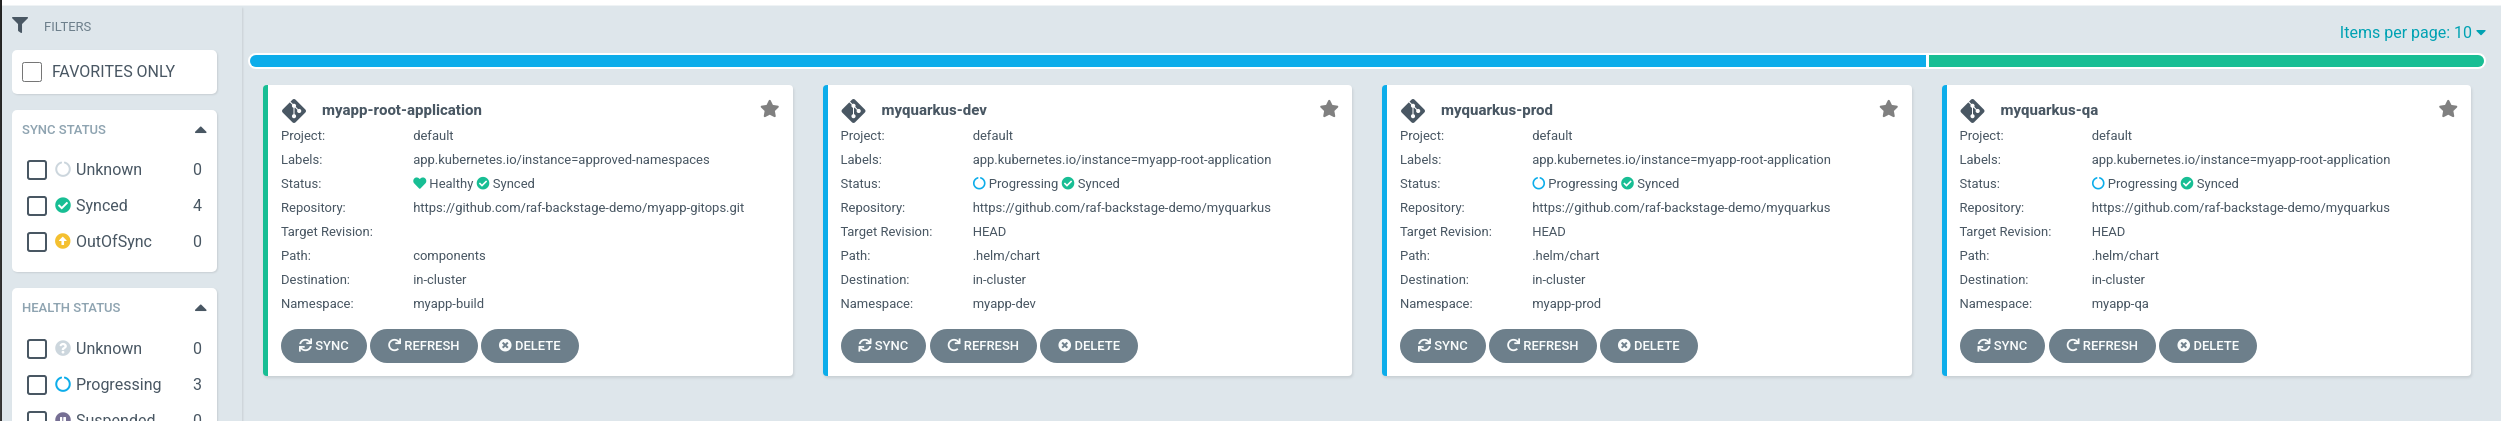 FILTERS
FAVORITES ONLY
SYNC STATUS
Unknown 0
Synced 4
OutOfSync 0
HEALTH STATUS
Unknown 0
Progressing 3
Suspended 0
Items per page: 10
myapp-root-application
Project: default
Labels: app.kubernetes.io/instance=approved-namespaces
Status: Healthy Synced
Repository: https://github.com/raf-backstage-demo/myapp-gitops.git
Target Revision:
Path: components
Destination: in-cluster
Namespace: myapp-build
SYNC REFRESH DELETE
myquarkus-dev
Project: default
Labels: app.kubernetes.io/instance=myapp-root-application
Status: Progressing Synced
Repository: https://github.com/raf-backstage-demo/myquarkus
Target Revision: HEAD
Path: .helm/chart
Destination: in-cluster
Namespace: myapp-dev
SYNC REFRESH DELETE
myquarkus-prod
Project: default
Labels: app.kubernetes.io/instance=myapp-root-application
Status: Progressing Synced
Repository: https://github.com/raf-backstage-demo/myquarkus
Target Revision: HEAD
Path: .helm/chart
Destination: in-cluster
Namespace: myapp-prod
SYNC REFRESH DELETE
myquarkus-qa
Project: default
Labels: app.kubernetes.io/instance=myapp-root-application
Status: Progressing Synced
Repository: https://github.com/raf-backstage-demo/myquarkus
Target Revision: HEAD
Path: .helm/chart
Destination: in-cluster
Namespace: myapp-qa
SYNC REFRESH DELETE